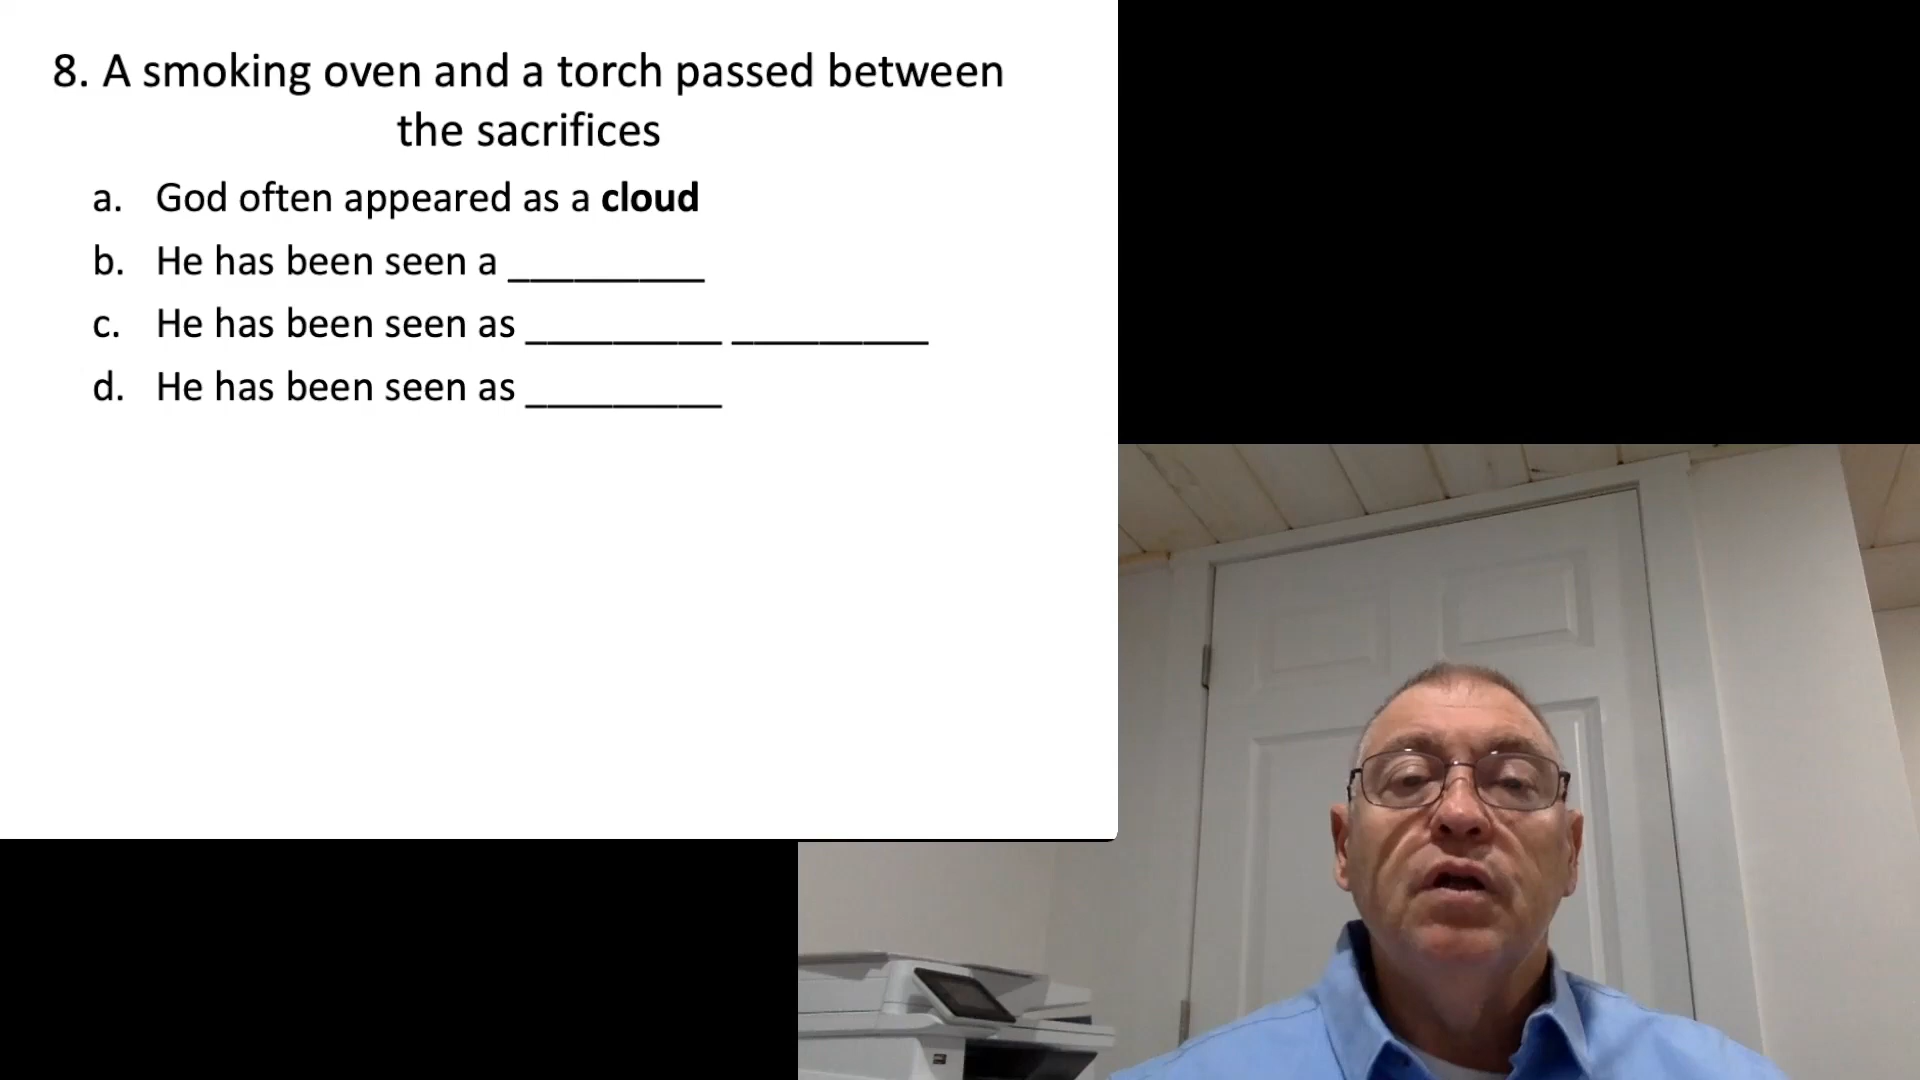 8. A smoking oven and a torch passed between
the sacrifices
a. God often appeared as a cloud
b. He has been seen a _________
c. He has been seen as _________ _________
d. He has been seen as _________